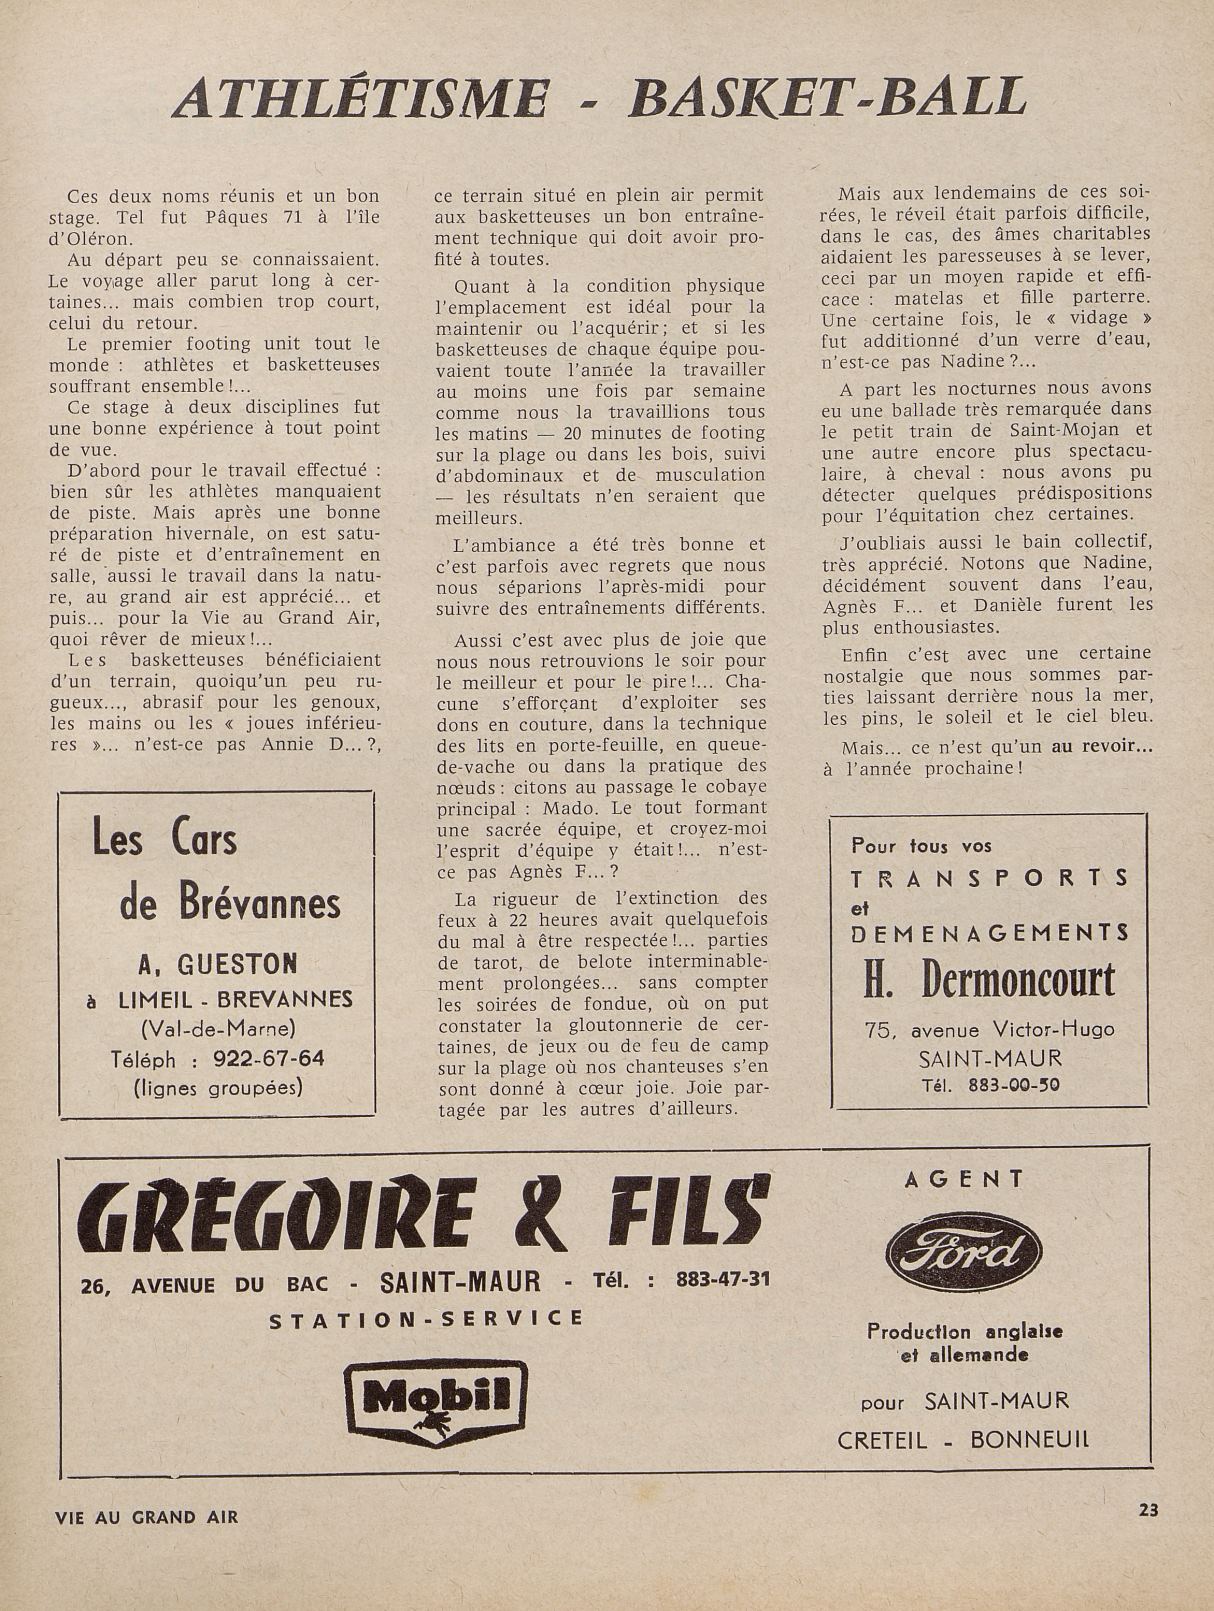 ATHLÉTISME - BASKET-BALL
Ces deux noms réunis et un bon
stage. Tel fut Pâques 71 à l'île
d'Oléron.
Au départ peu se connaissaient.
Le voyage aller parut long à cer-
taines... mais combien trop court,
celui du retour.
Le premier footing unit tout le
monde : athlètes et basketteuses
souffrant ensemble !...
Ce stage à deux disciplines fut
une bonne expérience à tout point
de vue.
D'abord pour le travail effectué :
bien sûr les athlètes manquaient
de piste. Mais après une bonne
préparation hivernale, on est satu-
ré de piste et d'entraînement en
salle, aussi le travail dans la natu-
re, au grand air est apprécié... et
puis... pour la Vie au Grand Air,
quoi rêver de mieux !...
Les basketteuses bénéficiaient
d'un terrain, quoiqu'un peu ru-
gueux..., abrasif pour les genoux,
les mains ou les « joues inférieu-
res »... n'est-ce pas Annie D... ?,
ce terrain situé en plein air permit
aux basketteuses un bon entraîne-
ment technique qui doit avoir pro-
fité à toutes.
Quant à la condition physique
l'emplacement est idéal pour la
maintenir ou l'acquérir ; et si les
basketteuses de chaque équipe pou-
vaient toute l'année la travailler
au moins une fois par semaine
comme nous la travaillions tous
les matins — 20 minutes de footing
sur la plage ou dans les bois, suivi
d'abdominaux et de musculation
— les résultats n'en seraient que
meilleurs.
L'ambiance a été très bonne et
c'est parfois avec regrets que nous
nous séparions l'après-midi pour
suivre des entraînements différents.
Aussi c'est avec plus de joie que
nous nous retrouvions le soir pour
le meilleur et pour le pire !... Cha-
cune s'efforçant d'exploiter ses
dons en couture, dans la technique
des lits en porte-feuille, en queue-
de-vache ou dans la pratique des
nœuds : citons au passage le cobaye
principal : Mado. Le tout formant
une sacrée équipe, et croyez-moi
l'esprit d'équipe y était !... n'est-
ce pas Agnès F... ?
La rigueur de l'extinction des
feux à 22 heures avait quelquefois
du mal à être respectée !... parties
de tarot, de belote interminable-
ment prolongées... sans compter
les soirées de fondue, où on put
constater la gloutonnerie de cer-
taines, de jeux ou de feu de camp
sur la plage où nos chanteuses s'en
sont donné à cœur joie. Joie par-
tagée par les autres d'ailleurs.
Mais aux lendemains de ces soi-
rées, le réveil était parfois difficile,
dans le cas, des âmes charitables
aidaient les paresseuses à se lever,
ceci par un moyen rapide et effi-
cace : matelas et fille parterre.
Une certaine fois, le « vidage »
fut additionné d'un verre d'eau,
n'est-ce pas Nadine ?...
A part les nocturnes nous avons
eu une ballade très remarquée dans
le petit train de Saint-Mojan et
une autre encore plus spectacu-
laire, à cheval : nous avons pu
détecter quelques prédispositions
pour l'équitation chez certaines.
J'oubliais aussi le bain collectif,
très apprécié. Notons que Nadine,
décidément souvent dans l'eau,
Agnès F... et Danièle furent les
plus enthousiastes.
Enfin c'est avec une certaine
nostalgie que nous sommes par-
ties laissant derrière nous la mer,
les pins, le soleil et le ciel bleu.
Mais... ce n'est qu'un au revoir...
à l'année prochaine !
Les Cars
de Brévannes
A. GUESTON
à LIMEIL - BREVANNES
(Val-de-Marne)
Téléph : 922-67-64
(lignes groupées)
Pour tous vos
TRANSPORTS
et
DEMENAGEMENTS
H. Dermoncourt
75, avenue Victor-Hugo
SAINT-MAUR
Tél. 883-00-50
GRÉGOIRE & FILS
26, AVENUE DU BAC - SAINT-MAUR - Tél. : 883-47-31
STATION-SERVICE
Mobil
AGENT
Ford
Production anglaise
et allemande
pour SAINT-MAUR
CRETEIL - BONNEUIL
VIE AU GRAND AIR
23